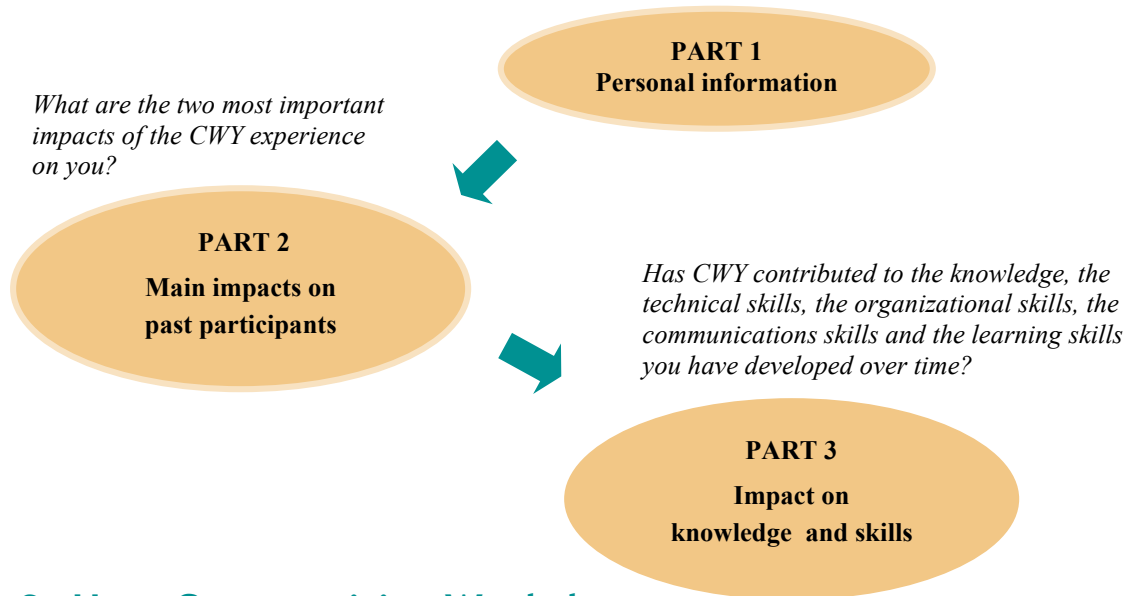 PART 1
Personal information
What are the two most important
impacts of the CWY experience
on you?
PART 2
Main impacts on
past participants
Has CWY contributed to the knowledge, the
technical skills, the organizational skills, the
communications skills and the learning skills
you have developed over time?
PART 3
Impact on
knowledge and skills